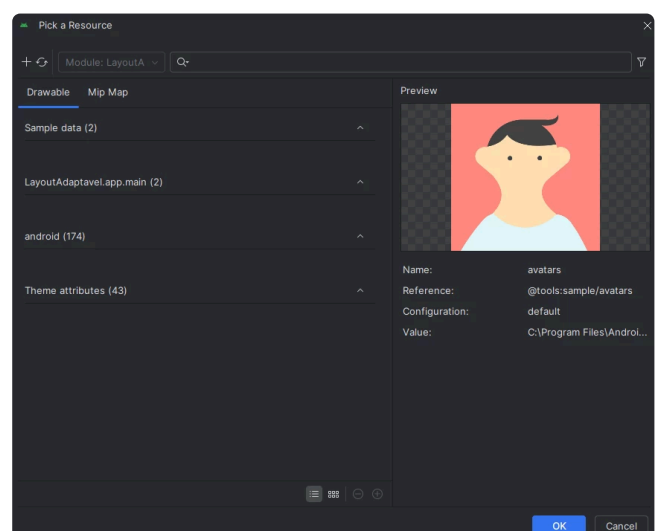 Pick a Resource
Module: LayoutA
Drawable Mip Map
Sample data (2)
LayoutAdaptavel.app.main (2)
android (174)
Theme attributes (43)
Preview
Name: avatars
Reference: @tools:sample/avatars
Configuration: default
Value: C:\Program Files\Androi...
OK Cancel